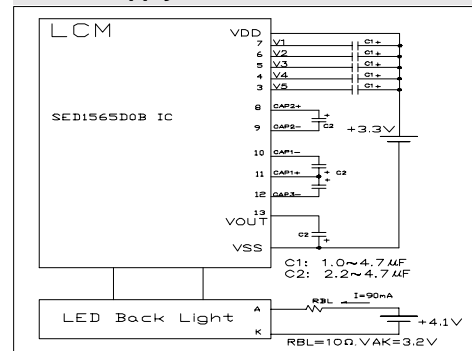 LCM
VDD
7 V1 C1+
6 V2 C1+
5 V3 C1+
4 V4 C1+
3 V5 C1+
SED1565D0B IC
8 CAP2+
+
C2
9 CAP2-
+3.3V
10 CAP1-
+
11 CAP1+ C2
+
12 CAP3-
13
VOUT
C2
+
VSS
C1: 1.0~4.7μF
C2: 2.2~4.7μF
LED Back Light
A RBL I=90mA
K +4.1V
RBL=10Ω.VAK=3.2V